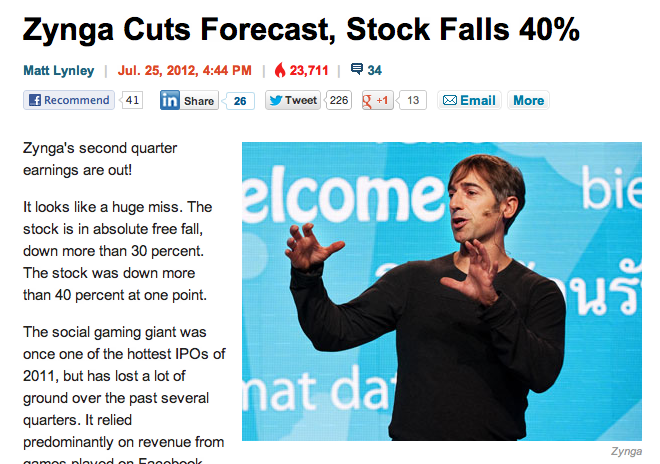 Zynga Cuts Forecast, Stock Falls 40%
Matt Lynley | Jul. 25, 2012, 4:44 PM | 23,711 | 34
Recommend 41 Share 26 Tweet 226 +1 13 Email More
Zynga's second quarter
earnings are out!
It looks like a huge miss. The
stock is in absolute free fall,
down more than 30 percent.
The stock was down more
than 40 percent at one point.
The social gaming giant was
once one of the hottest IPOs of
2011, but has lost a lot of
ground over the past several
quarters. It relied
predominantly on revenue from
games played on Facebook
elcome
bie
mat da
Zynga